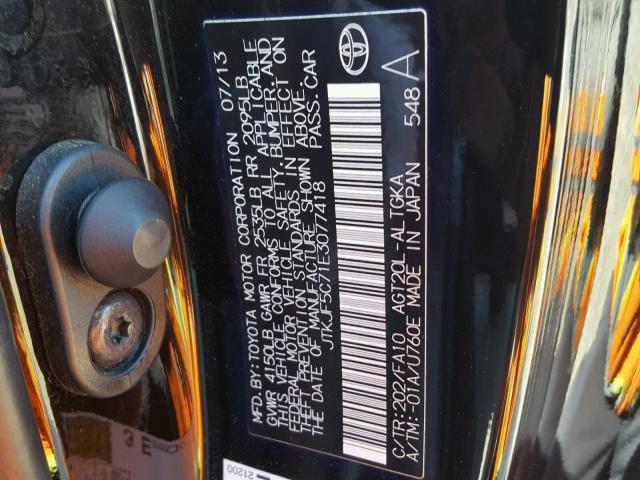 MFD. BY: TOYOTA MOTOR CORPORATION 07/13
GVWR 4150LB GAWR FR 2535LB RR 2095LB
THIS VEHICLE CONFORMS TO ALL APPLICABLE
FEDERAL MOTOR VEHICLE SAFETY, BUMPER, AND
THEFT PREVENTION STANDARDS IN EFFECT ON
THE DATE OF MANUFACTURE SHOWN ABOVE.
JTKJF5C71E3077418 PASS. CAR
C/TR: 202/FA10 AGT20L-ALTGKA
A/TM: -01A/U760E MADE IN JAPAN 548 A
21200
3 E